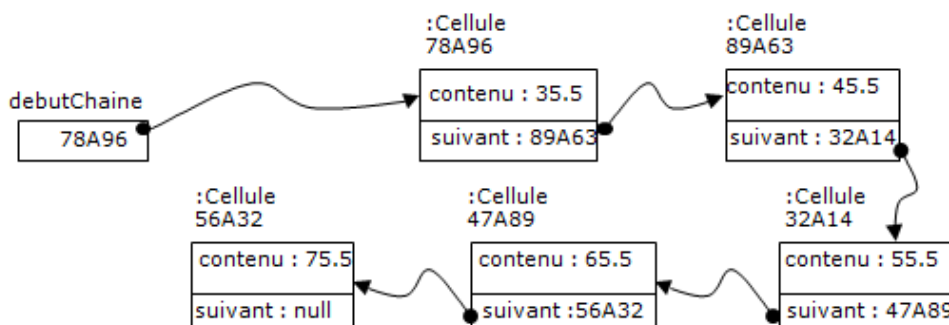 debutChaine
78A96
:Cellule
78A96
contenu : 35.5
suivant : 89A63
:Cellule
89A63
contenu : 45.5
suivant : 32A14
:Cellule
56A32
contenu : 75.5
suivant : null
:Cellule
47A89
contenu : 65.5
suivant :56A32
:Cellule
32A14
contenu : 55.5
suivant : 47A89